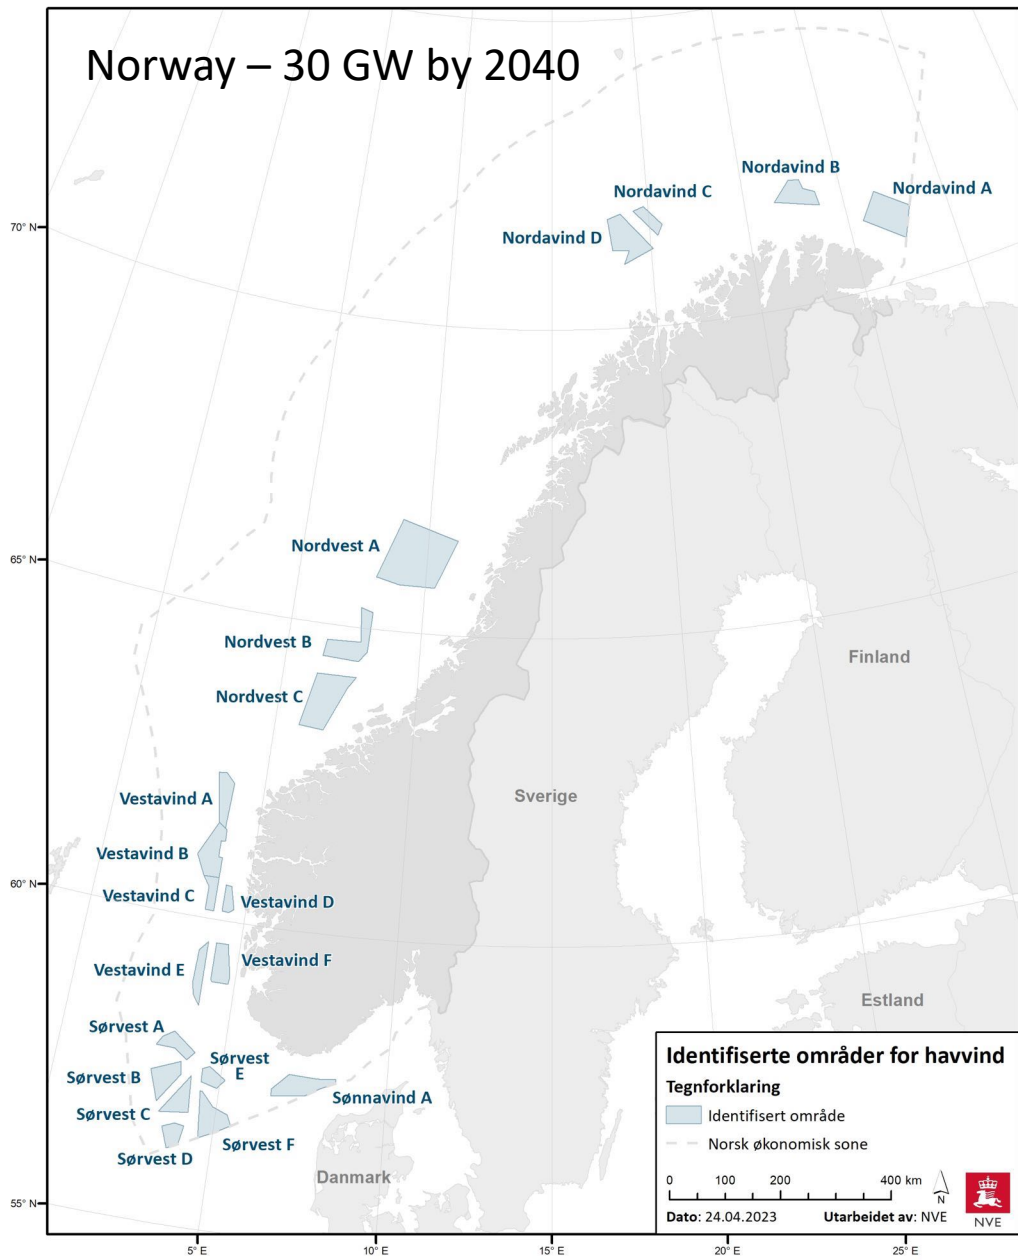 Norway – 30 GW by 2040
Nordavind B
Nordavind C
Nordavind A
Nordavind D
70° N
Nordvest A
65° N
Nordvest B
Finland
Nordvest C
Vestavind A
Sverige
Vestavind B
60° N
Vestavind C
Vestavind D
Vestavind E
Vestavind F
Estland
Sørvest A
Sørvest
E
Sørvest B
Sønnavind A
Sørvest C
Sørvest F
Sørvest D
Danmark
55° N
Identifiserte områder for havvind
Tegnforklaring
Identifisert område
Norsk økonomisk sone
0 100 200 400 km
N
Dato: 24.04.2023 Utarbeidet av: NVE
NVE
5° E 10° E 15° E 20° E 25° E